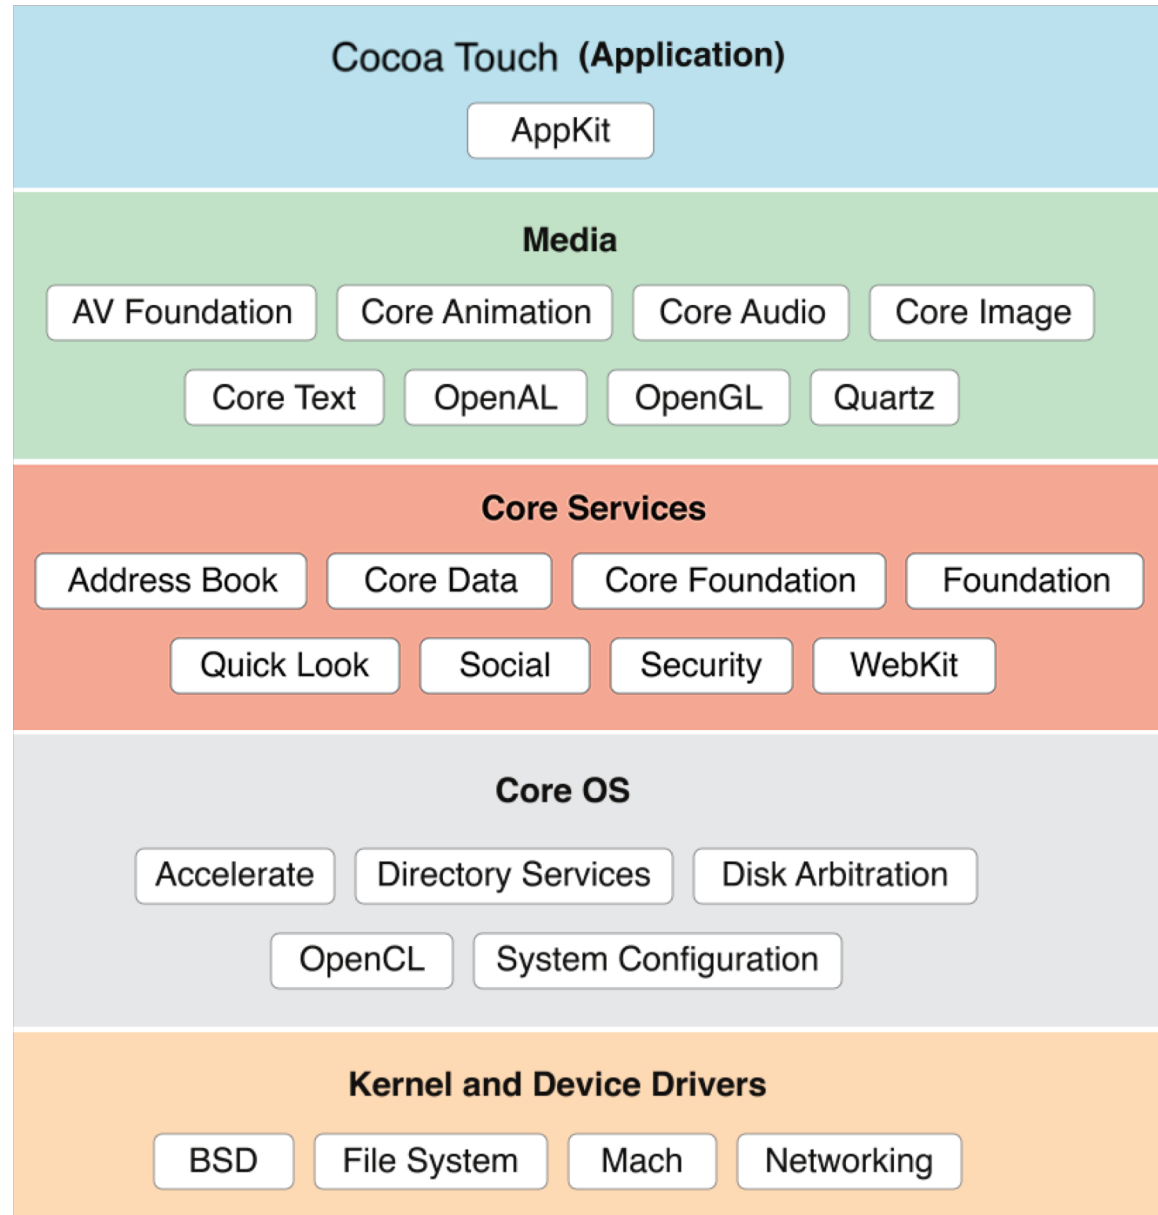 Cocoa Touch (Application)
AppKit
Media
AV Foundation Core Animation Core Audio Core Image
Core Text OpenAL OpenGL Quartz
Core Services
Address Book Core Data Core Foundation Foundation
Quick Look Social Security WebKit
Core OS
Accelerate Directory Services Disk Arbitration
OpenCL System Configuration
Kernel and Device Drivers
BSD File System Mach Networking